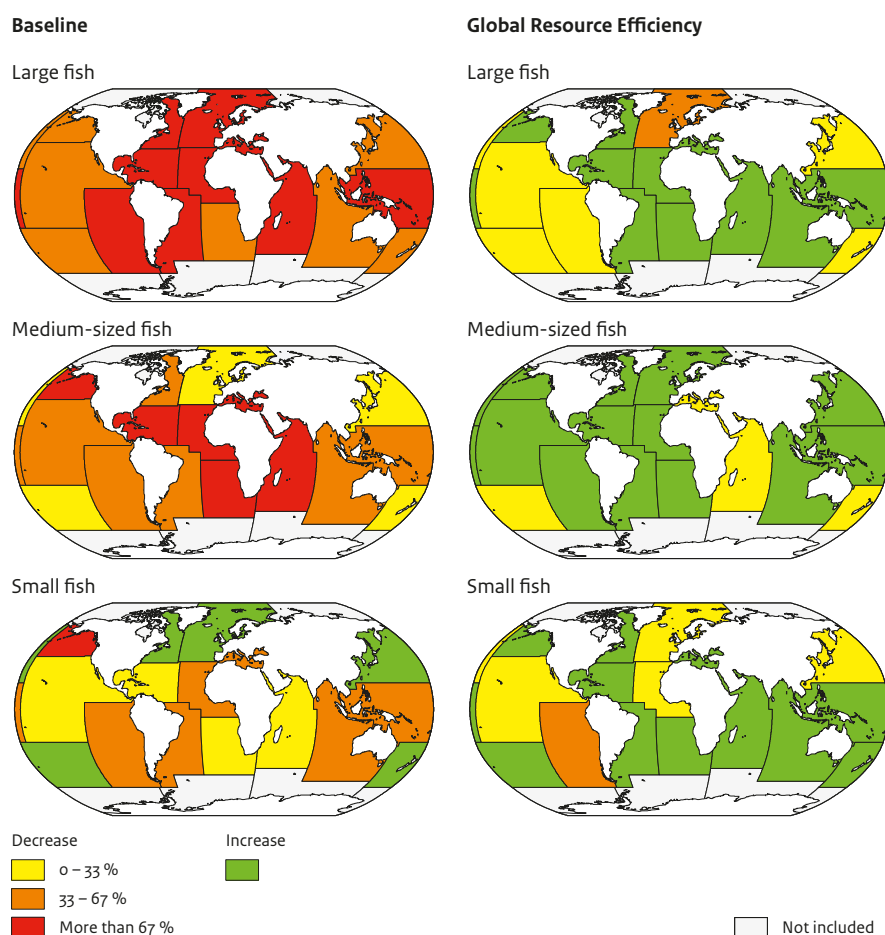 Baseline
Global Resource Efficiency
Large fish
Large fish
Medium-sized fish
Medium-sized fish
Small fish
Small fish
Decrease
Increase
0 – 33 %
33 – 67 %
More than 67 %
Not included